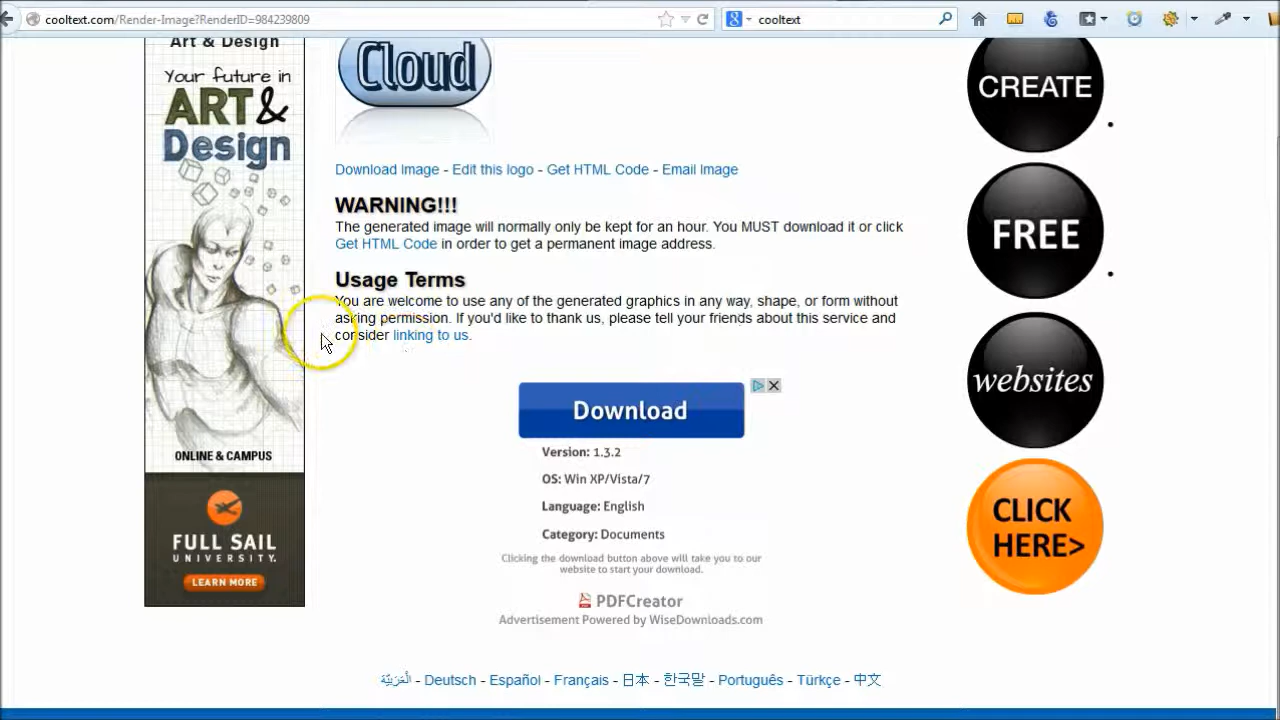 cooltext.com/Render-Image?RenderID=984239809
cooltext
Art & Design
Your future in
ART &
Design
ONLINE & CAMPUS
FULL SAIL
UNIVERSITY.
LEARN MORE
Cloud
Download Image - Edit this logo - Get HTML Code - Email Image
WARNING!!!
The generated image will normally only be kept for an hour. You MUST download it or click
Get HTML Code in order to get a permanent image address.
Usage Terms
You are welcome to use any of the generated graphics in any way, shape, or form without
asking permission. If you'd like to thank us, please tell your friends about this service and
consider linking to us.
Download
Version: 1.3.2
OS: Win XP/Vista/7
Language: English
Category: Documents
Clicking the download button above will take you to our
website to start your download.
PDFCreator
Advertisement Powered by WiseDownloads.com
CREATE
FREE
websites
CLICK
HERE>
الْعَرَبيّة - Deutsch - Español - Français - 日本 - 한국말 - Português - Türkçe - 中文